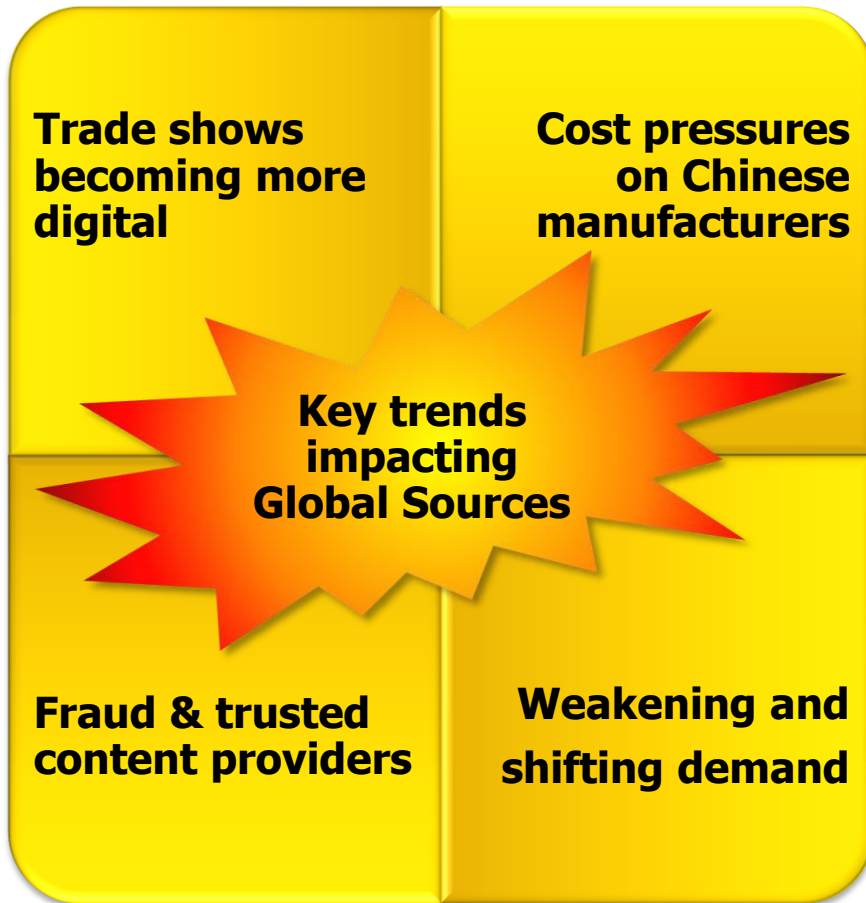 Trade shows
becoming more
digital
Cost pressures
on Chinese
manufacturers
Key trends
impacting
Global Sources
Fraud & trusted
content providers
Weakening and
shifting demand